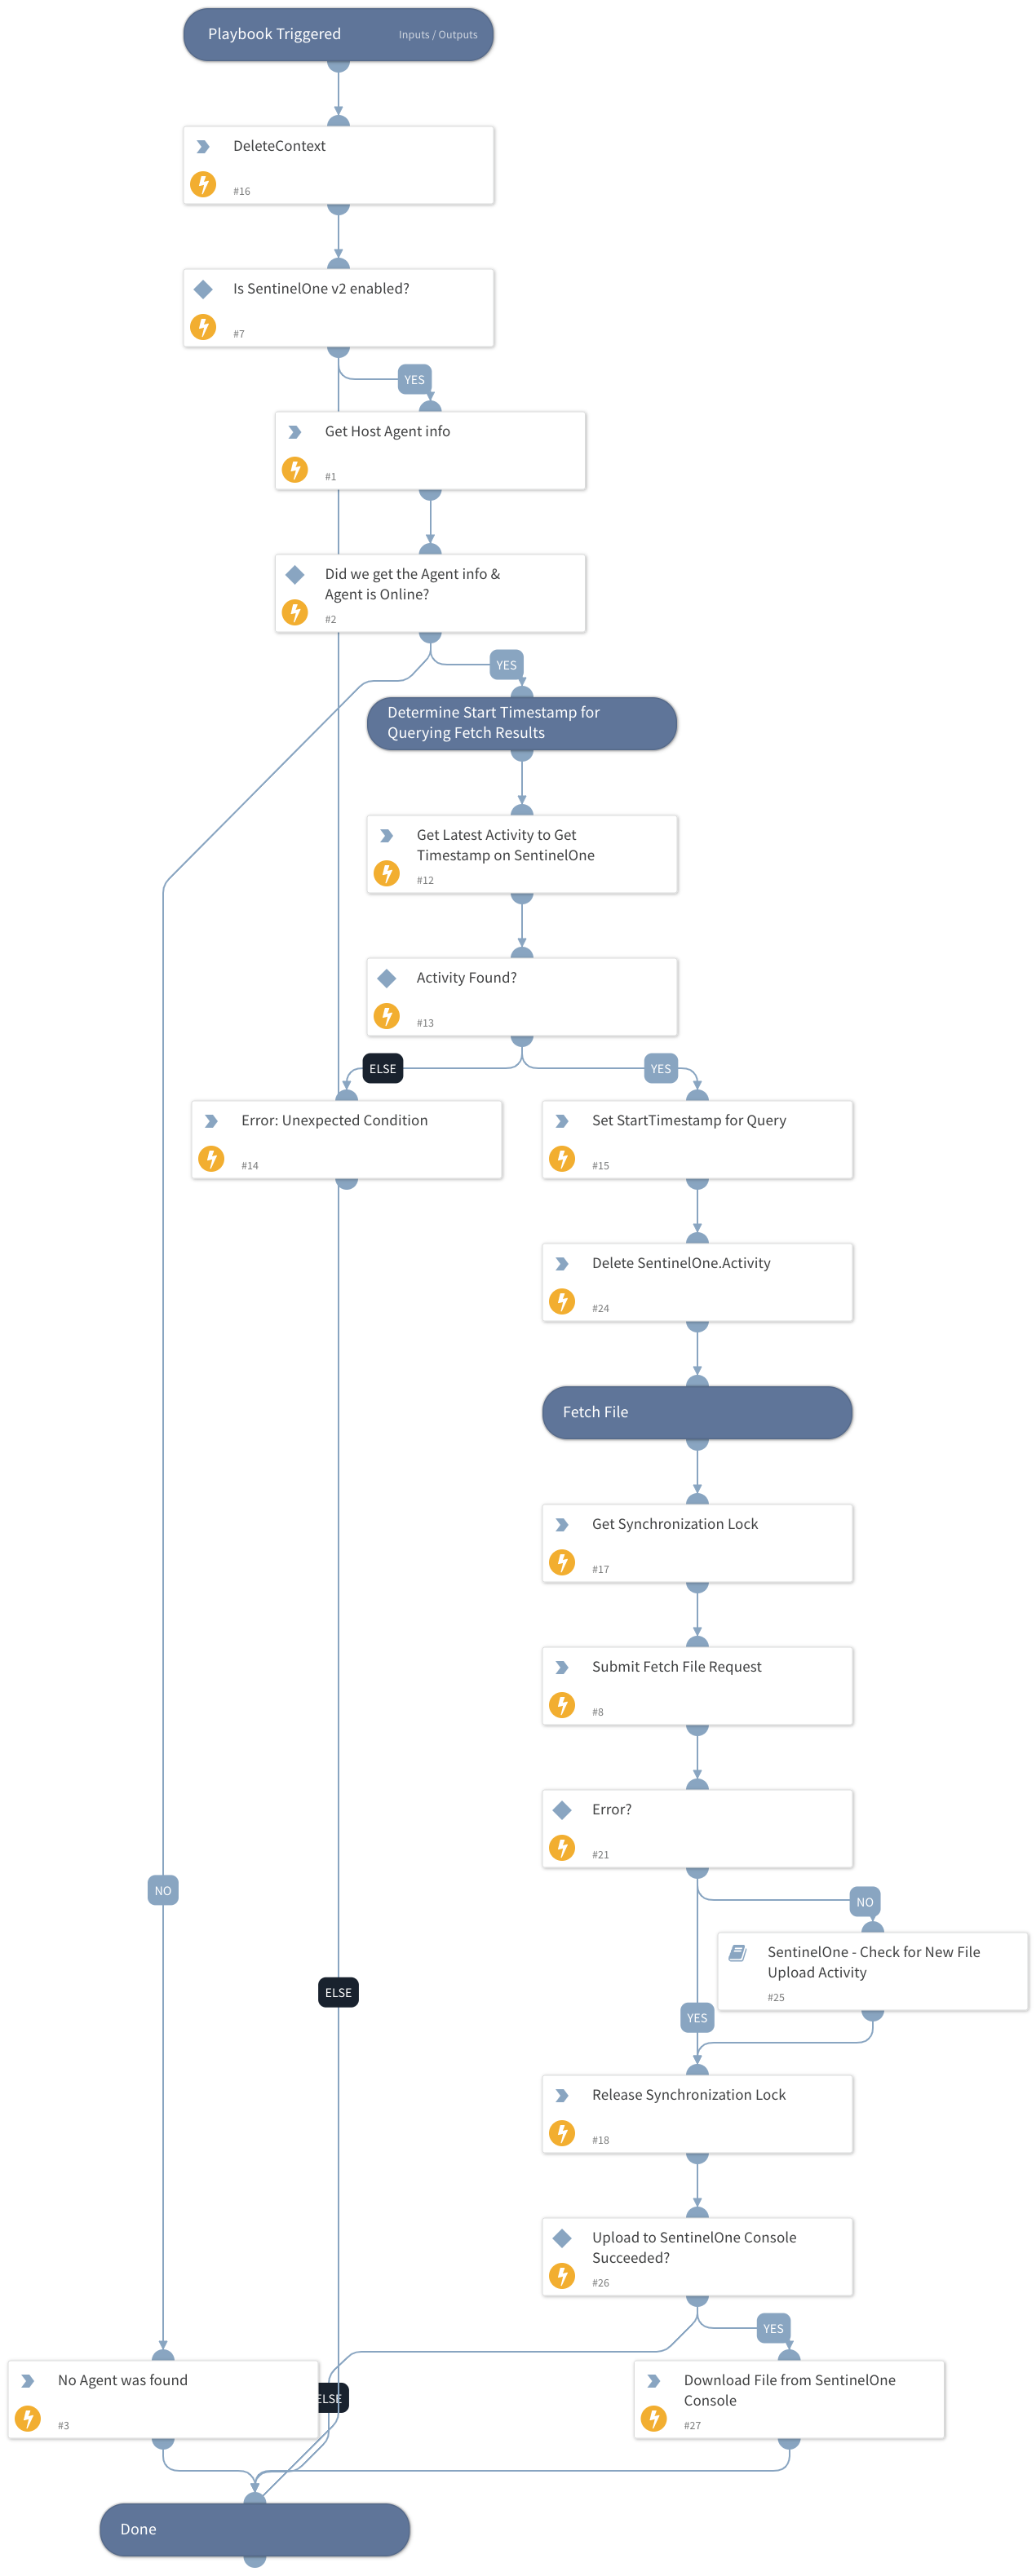 Playbook Triggered
Inputs / Outputs
DeleteContext
#16
Is SentinelOne v2 enabled?
#7
YES
Get Host Agent info
#1
Did we get the Agent info &
Agent is Online?
#2
YES
Determine Start Timestamp for
Querying Fetch Results
Get Latest Activity to Get
Timestamp on SentinelOne
#12
Activity Found?
#13
ELSE
YES
Error: Unexpected Condition
#14
Set StartTimestamp for Query
#15
Delete SentinelOne.Activity
#24
Fetch File
Get Synchronization Lock
#17
Submit Fetch File Request
#8
Error?
#21
NO
NO
SentinelOne - Check for New File
Upload Activity
#25
ELSE
YES
Release Synchronization Lock
#18
Upload to SentinelOne Console
Succeeded?
#26
YES
No Agent was found
#3
ELSE
Download File from SentinelOne
Console
#27
Done